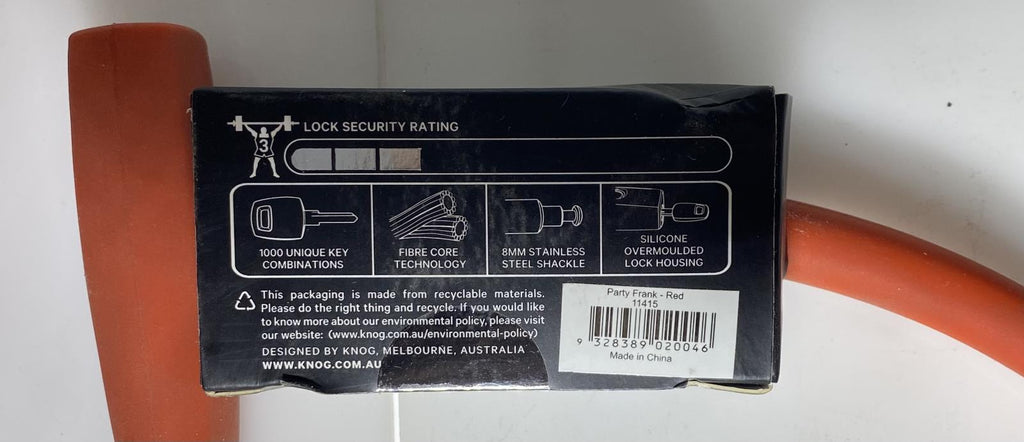 3
LOCK SECURITY RATING
1000 UNIQUE KEY
COMBINATIONS
FIBRE CORE
TECHNOLOGY
8MM STAINLESS
STEEL SHACKLE
SILICONE
OVERMOULDED
LOCK HOUSING
This packaging is made from recyclable materials.
Please do the right thing and recycle. If you would like
to know more about our environmental policy, please visit
our website: (www.knog.com.au/environmental-policy)
DESIGNED BY KNOG, MELBOURNE, AUSTRALIA
WWW.KNOG.COM.AU
Party Frank - Red
11415
9 328389 020046
Made in China